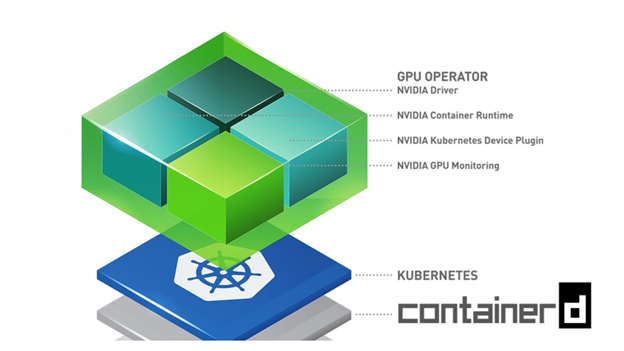 GPU OPERATOR
NVIDIA Driver
NVIDIA Container Runtime
NVIDIA Kubernetes Device Plugin
NVIDIA GPU Monitoring
KUBERNETES
containerd